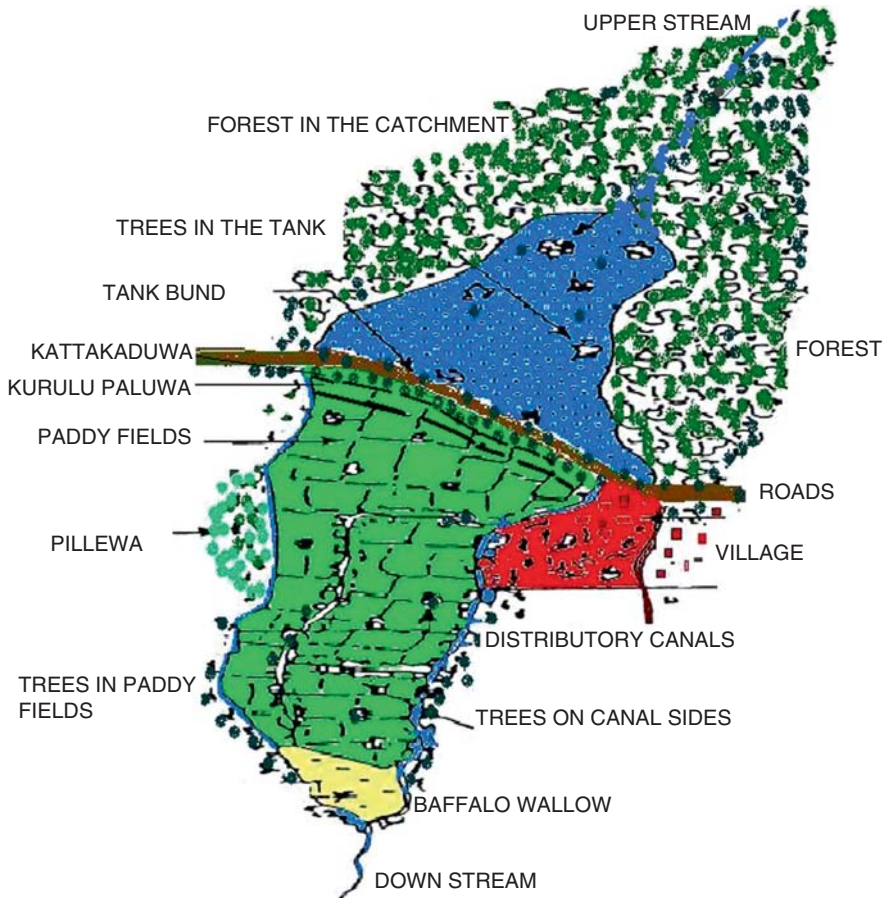 UPPER STREAM
FOREST IN THE CATCHMENT
TREES IN THE TANK
TANK BUND
KATTAKADUWA
FOREST
KURULU PALUWA
PADDY FIELDS
ROADS
PILLEWA
VILLAGE
DISTRIBUTORY CANALS
TREES IN PADDY
FIELDS
TREES ON CANAL SIDES
BAFFALO WALLOW
DOWN STREAM